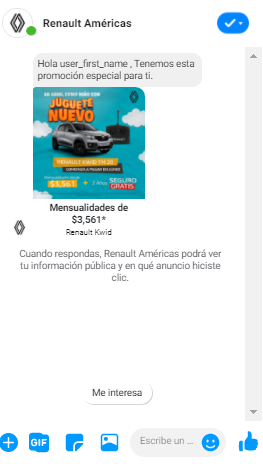 Renault Américas
Hola user_first_name , Tenemos esta
promoción especial para ti.
JUGUETE
NUEVO
RENAULT KWID
$3,561
+
2 Años
SEGURO
GRATIS
Mensualidades de
$3,561*
Renault Kwid
Cuando respondas, Renault Américas podrá ver
tu información pública y en qué anuncio hiciste
clic.
Me interesa
GIF
Escribe un ...